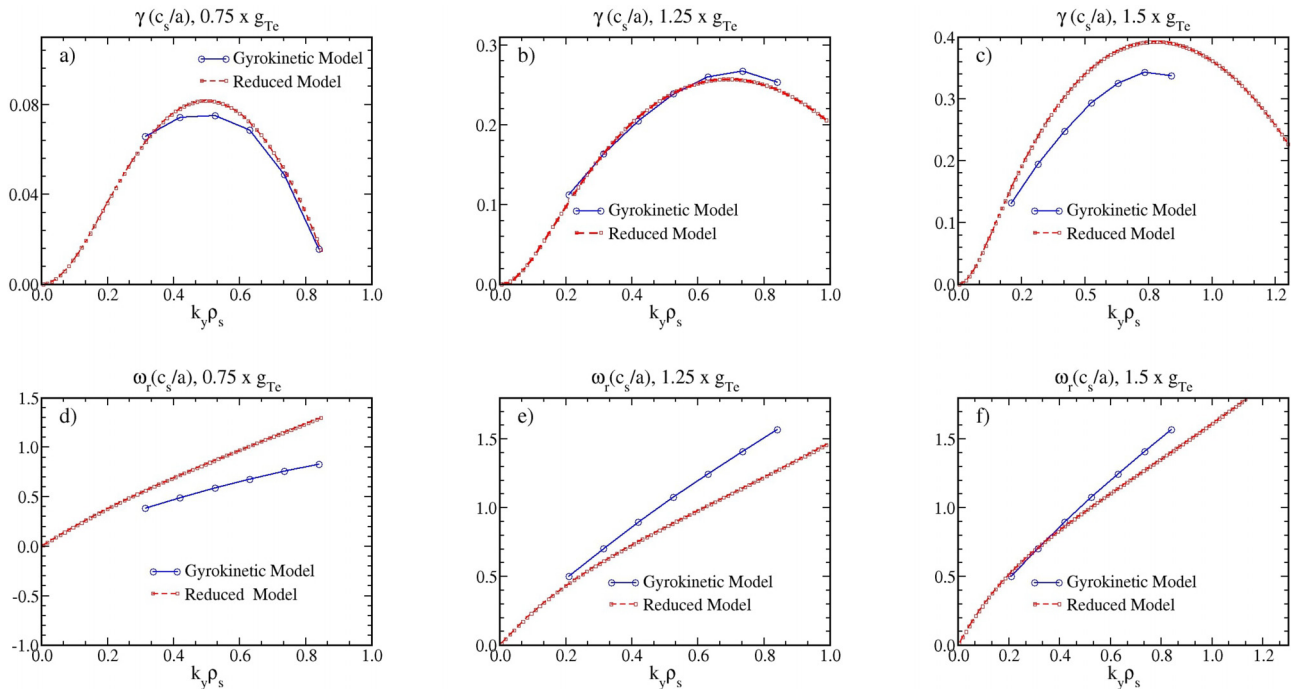 γ(c_s/a), 0.75 x g_Te
a)
Gyrokinetic Model
Reduced Model
0.08
0.04
0.00
0.0 0.2 0.4 0.6 0.8 1.0
k_yρ_s
γ(c_s/a), 1.25 x g_Te
b)
0.3
0.2
0.1
0.0
Gyrokinetic Model
Reduced Model
0.0 0.2 0.4 0.6 0.8 1.0
k_yρ_s
γ(c_s/a), 1.5 x g_Te
c)
0.4
0.3
0.2
0.1
0.0
Gyrokinetic Model
Reduced Model
0.0 0.2 0.5 0.8 1.0 1.2
k_yρ_s
ω_r(c_s/a), 0.75 x g_Te
d)
1.5
1.0
0.5
0.0
-0.5
-1.0
Gyrokinetic Model
Reduced Model
0.0 0.2 0.4 0.6 0.8 1.0
k_yρ_s
ω_r(c_s/a), 1.25 x g_Te
e)
1.5
1.0
0.5
0.0
Gyrokinetic Model
Reduced Model
0.0 0.2 0.4 0.6 0.8 1.0
k_yρ_s
ω_r(c_s/a), 1.5 x g_Te
f)
1.5
1.0
0.5
0.0
Gyrokinetic Model
Reduced Model
0.0 0.2 0.4 0.6 0.8 1.0 1.2
k_yρ_s